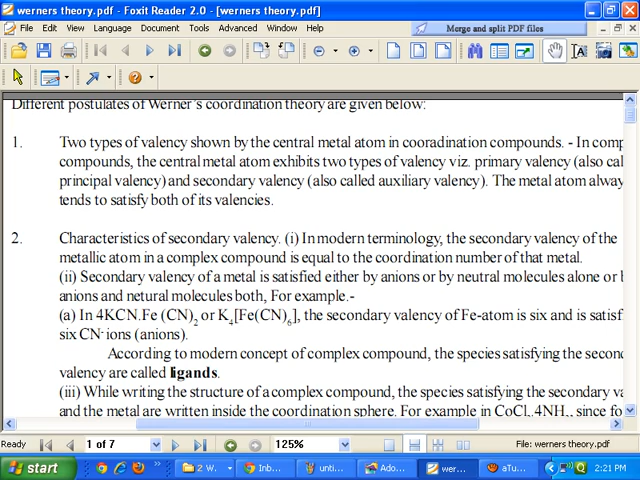 werners theory.pdf - Foxit Reader 2.0 - [werners theory.pdf]
File Edit View Language Document Tools Advanced Window Help
Merge and split PDF files
Different postulates of Werner's coordination theory are given below:
1. Two types of valency shown by the central metal atom in cooradination compounds. - In comp
compounds, the central metal atom exhibits two types of valency viz. primary valency (also call
principal valency) and secondary valency (also called auxiliary valency). The metal atom alway
tends to satisfy both of its valencies.
2. Characteristics of secondary valency. (i) In modern terminology, the secondary valency of the
metallic atom in a complex compound is equal to the coordination number of that metal.
(ii) Secondary valency of a metal is satisfied either by anions or by neutral molecules alone or b
anions and netural molecules both, For example.-
(a) In 4KCN.Fe (CN)2 or K4[Fe(CN)6], the secondary valency of Fe-atom is six and is satisf
six CN- ions (anions).
According to modern concept of complex compound, the species satisfying the secon
valency are called ligands.
(iii) While writing the structure of a complex compound, the species satisfying the secondary va
and the metal are written inside the coordination sphere. For example in CoCl 4NH , since fo
Ready 1 of 7 125% File: werners theory.pdf
start 2 W... Inb... unti... Ado... wer... aTu... 2:21 PM